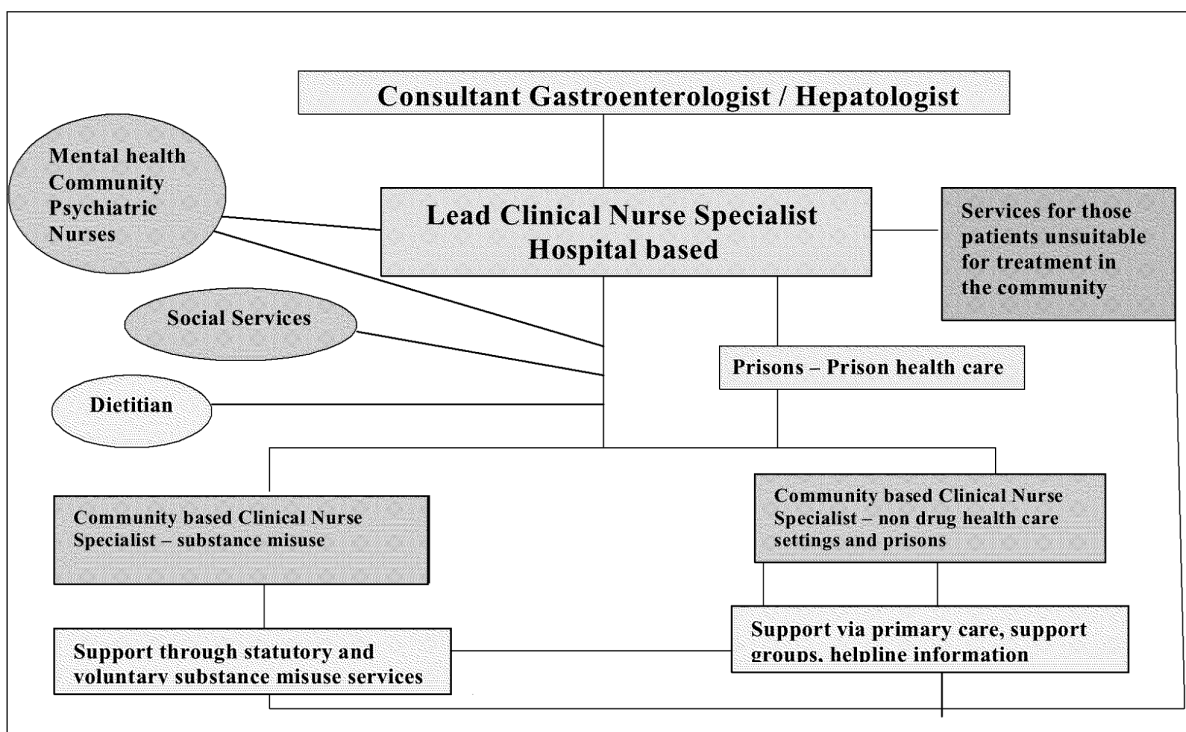 Consultant Gastroenterologist / Hepatologist
Mental health
Community
Psychiatric
Nurses
Lead Clinical Nurse Specialist
Hospital based
Services for those
patients unsuitable
for treatment in
the community
Social Services
Prisons – Prison health care
Dietitian
Community based Clinical Nurse
Specialist – substance misuse
Community based Clinical Nurse
Specialist – non drug health care
settings and prisons
Support through statutory and
voluntary substance misuse services
Support via primary care, support
groups, helpline information